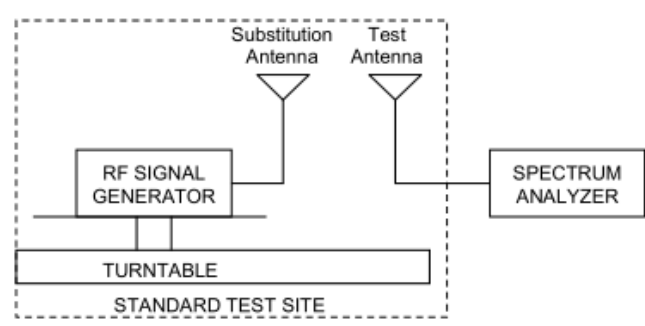 Substitution
Antenna
Test
Antenna
RF SIGNAL
GENERATOR
SPECTRUM
ANALYZER
TURNTABLE
STANDARD TEST SITE